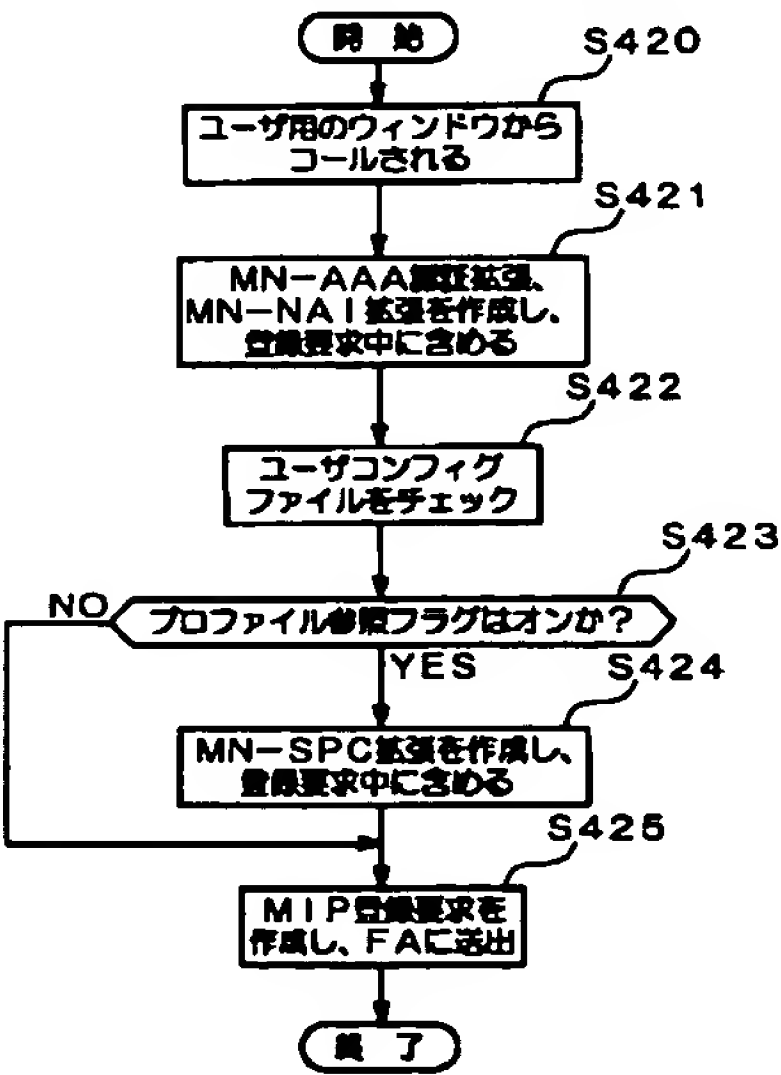 開 始
S420
ユーザ用のウィンドウから
コールされる
S421
MN-AAA認証拡張、
MN-NAI拡張を作成し、
登録要求中に含める
S422
ユーザコンフィグ
ファイルをチェック
S423
NO
プロファイル参照フラグはオンか？
YES
S424
MN-SPC拡張を作成し、
登録要求中に含める
S425
MIP登録要求を
作成し、FAに送出
終 了